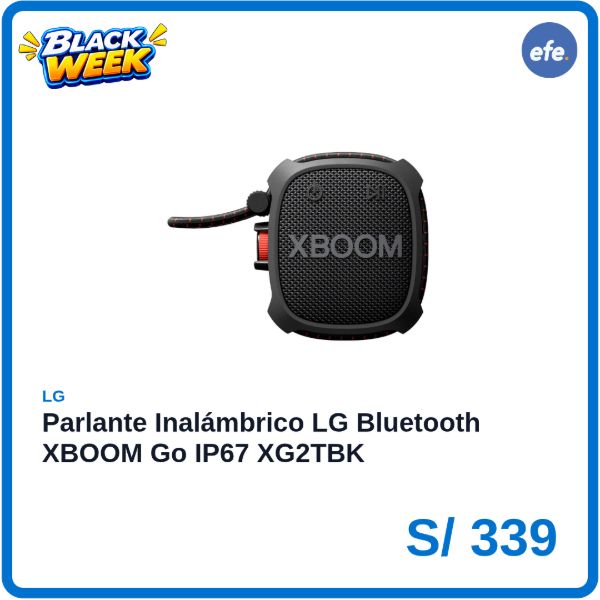 BLACK
WEEK
efe.
XBOOM
LG
Parlante Inalámbrico LG Bluetooth
XBOOM Go IP67 XG2TBK
S/ 339